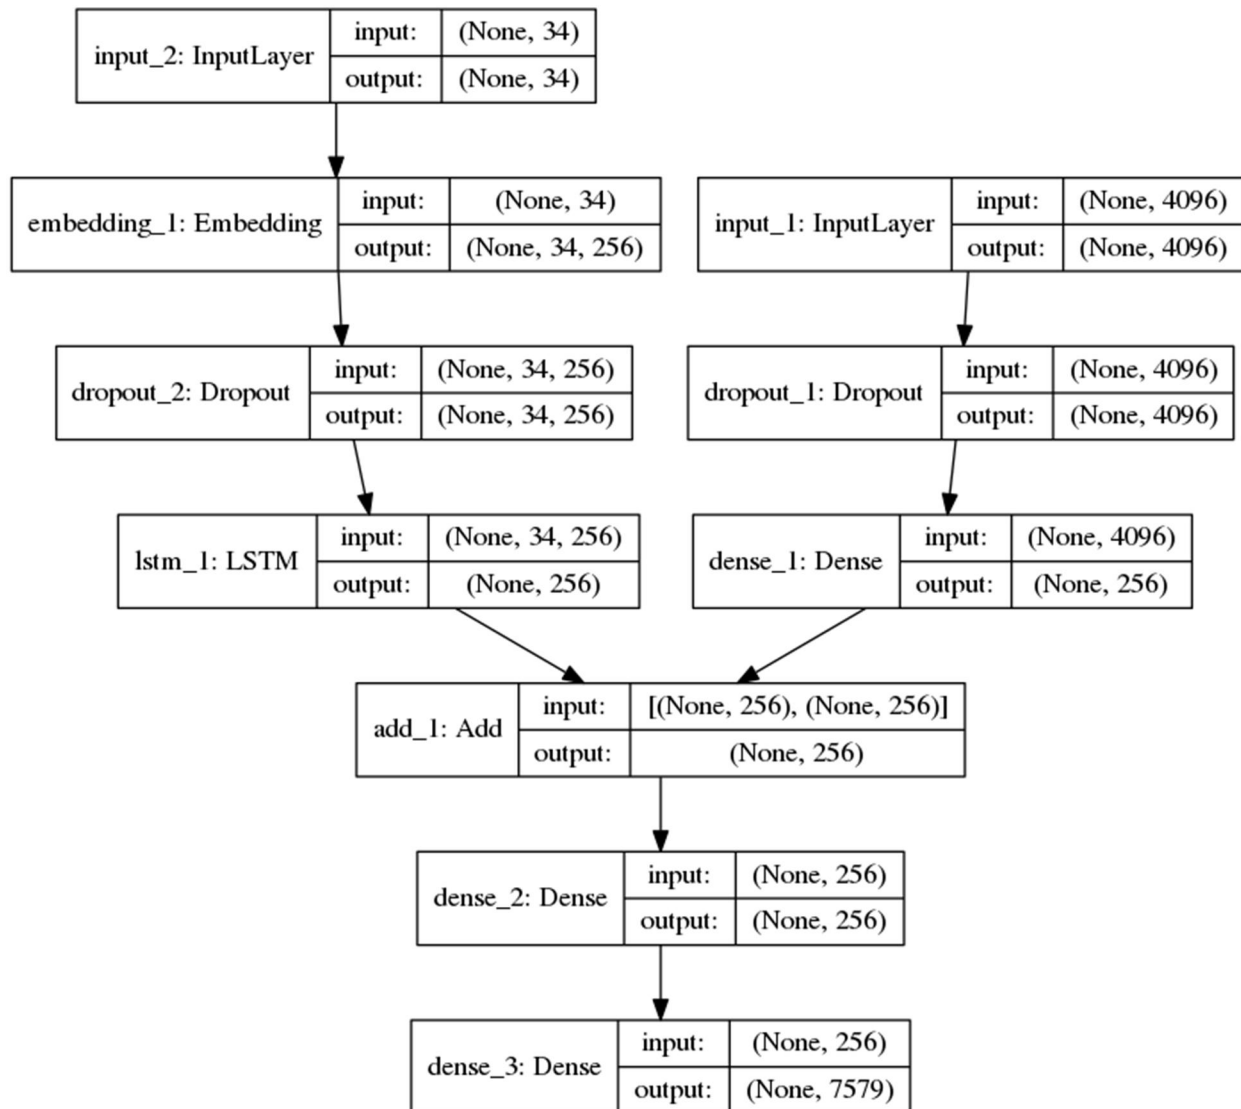 input_2: InputLayer
input: (None, 34)
output: (None, 34)
embedding_1: Embedding
input: (None, 34)
output: (None, 34, 256)
input_1: InputLayer
input: (None, 4096)
output: (None, 4096)
dropout_2: Dropout
input: (None, 34, 256)
output: (None, 34, 256)
dropout_1: Dropout
input: (None, 4096)
output: (None, 4096)
lstm_1: LSTM
input: (None, 34, 256)
output: (None, 256)
dense_1: Dense
input: (None, 4096)
output: (None, 256)
add_1: Add
input: [(None, 256), (None, 256)]
output: (None, 256)
dense_2: Dense
input: (None, 256)
output: (None, 256)
dense_3: Dense
input: (None, 256)
output: (None, 7579)